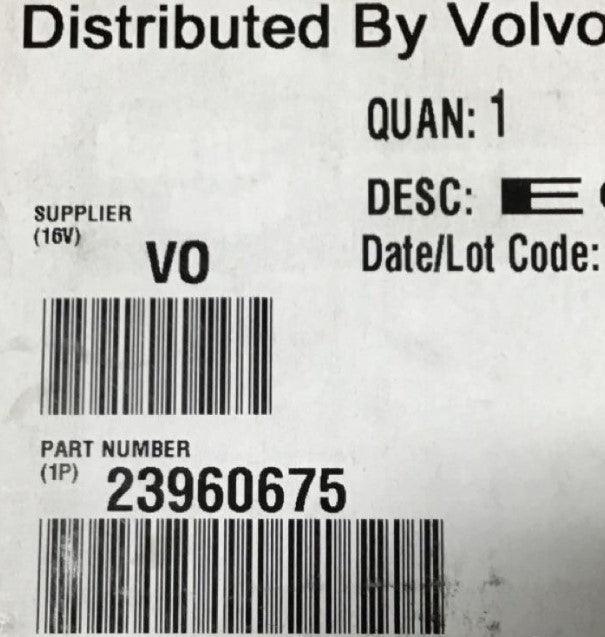 Distributed By Volvo
QUAN: 1
DESC:
Date/Lot Code:
SUPPLIER
(16V)
VO
PART NUMBER
(1P)
23960675